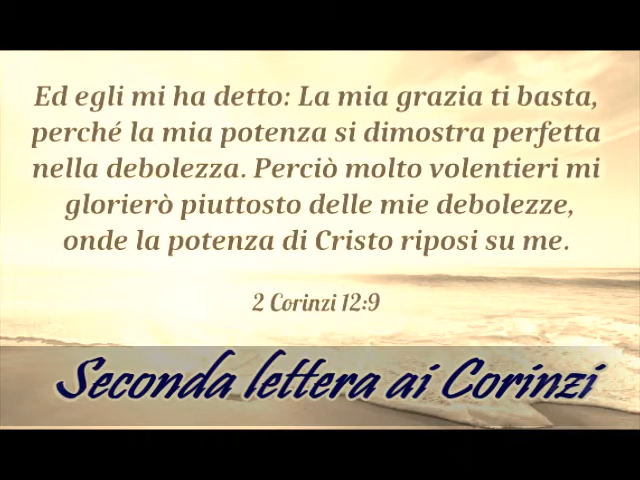 Ed egli mi ha detto: La mia grazia ti basta,
perché la mia potenza si dimostra perfetta
nella debolezza. Perciò molto volentieri mi
glorierò piuttosto delle mie debolezze,
onde la potenza di Cristo riposi su me.
2 Corinzi 12:9
Seconda lettera ai Corinzi